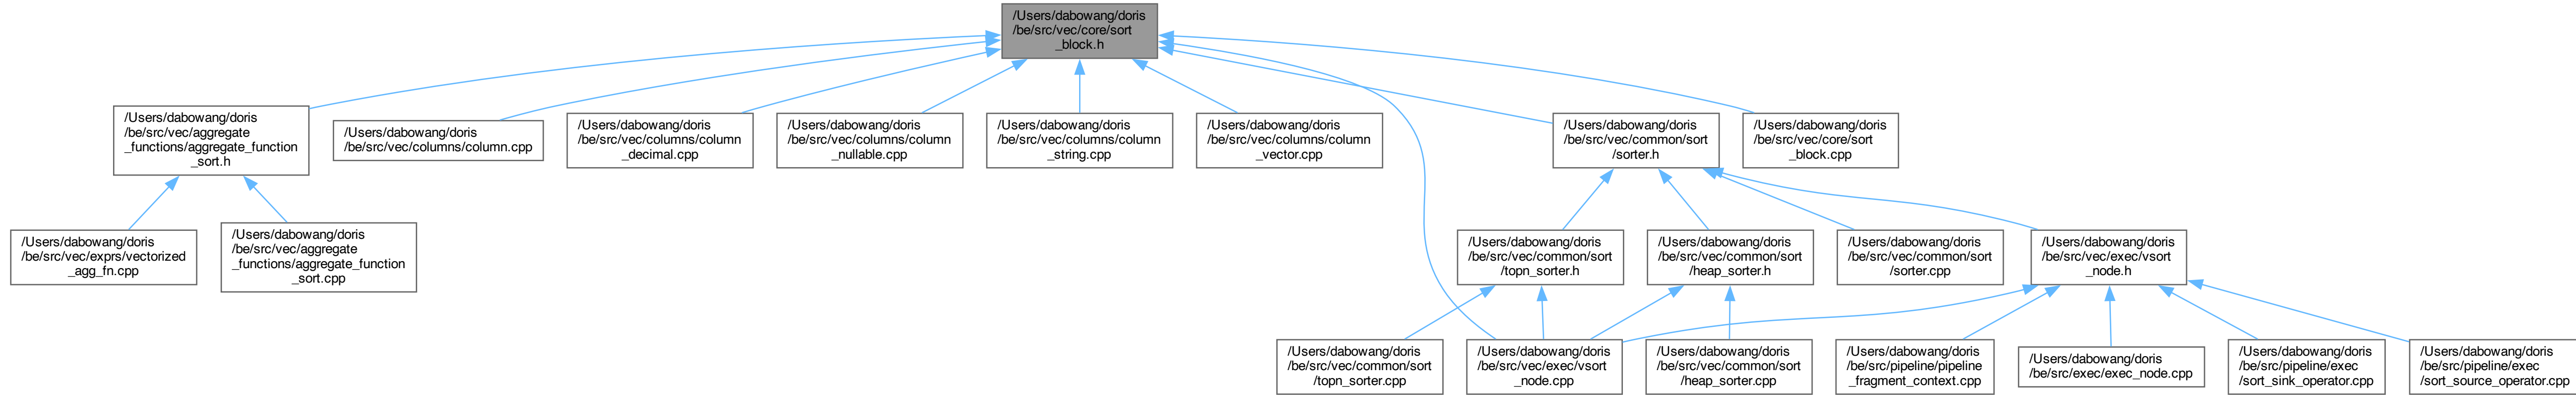 /Users/dabowang/doris
/be/src/vec/core/sort
_block.h
/Users/dabowang/doris
/be/src/vec/aggregate
_functions/aggregate_function
_sort.h
/Users/dabowang/doris
/be/src/vec/columns/column.cpp
/Users/dabowang/doris
/be/src/vec/columns/column
_decimal.cpp
/Users/dabowang/doris
/be/src/vec/columns/column
_nullable.cpp
/Users/dabowang/doris
/be/src/vec/columns/column
_string.cpp
/Users/dabowang/doris
/be/src/vec/columns/column
_vector.cpp
/Users/dabowang/doris
/be/src/vec/common/sort
/sorter.h
/Users/dabowang/doris
/be/src/vec/core/sort
_block.cpp
/Users/dabowang/doris
/be/src/vec/exprs/vectorized
_agg_fn.cpp
/Users/dabowang/doris
/be/src/vec/aggregate
_functions/aggregate_function
_sort.cpp
/Users/dabowang/doris
/be/src/vec/common/sort
/topn_sorter.h
/Users/dabowang/doris
/be/src/vec/common/sort
/heap_sorter.h
/Users/dabowang/doris
/be/src/vec/common/sort
/sorter.cpp
/Users/dabowang/doris
/be/src/vec/exec/vsort
_node.h
/Users/dabowang/doris
/be/src/vec/common/sort
/topn_sorter.cpp
/Users/dabowang/doris
/be/src/vec/exec/vsort
_node.cpp
/Users/dabowang/doris
/be/src/vec/common/sort
/heap_sorter.cpp
/Users/dabowang/doris
/be/src/pipeline/pipeline
_fragment_context.cpp
/Users/dabowang/doris
/be/src/exec/exec_node.cpp
/Users/dabowang/doris
/be/src/pipeline/exec
/sort_sink_operator.cpp
/Users/dabowang/doris
/be/src/pipeline/exec
/sort_source_operator.cpp